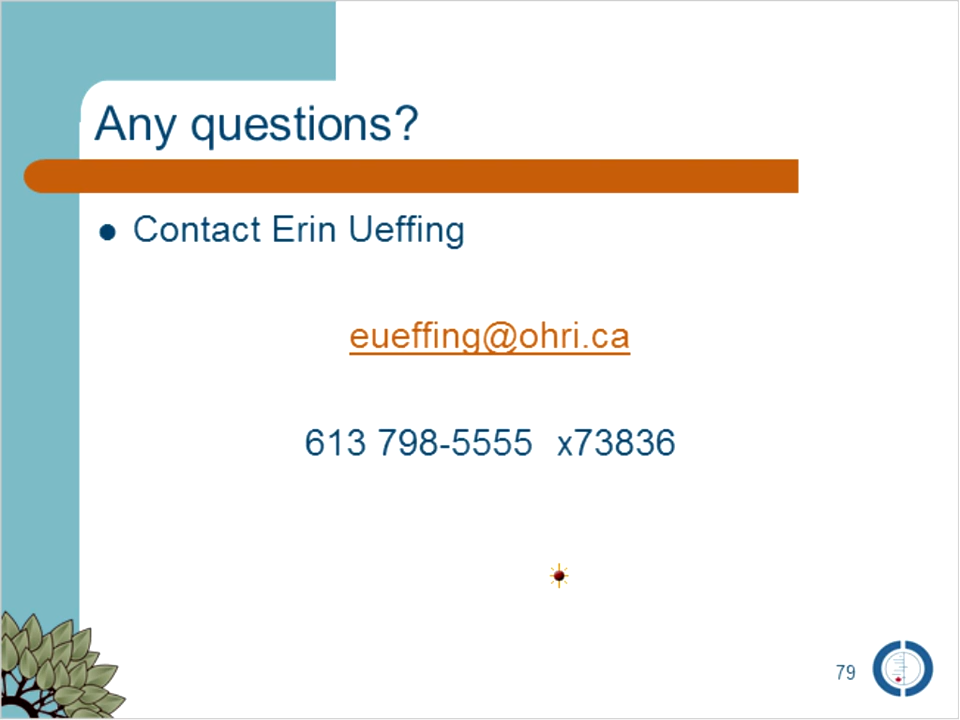 Any questions?
● Contact Erin Ueffing
eueffing@ohri.ca
613 798-5555 x73836
79